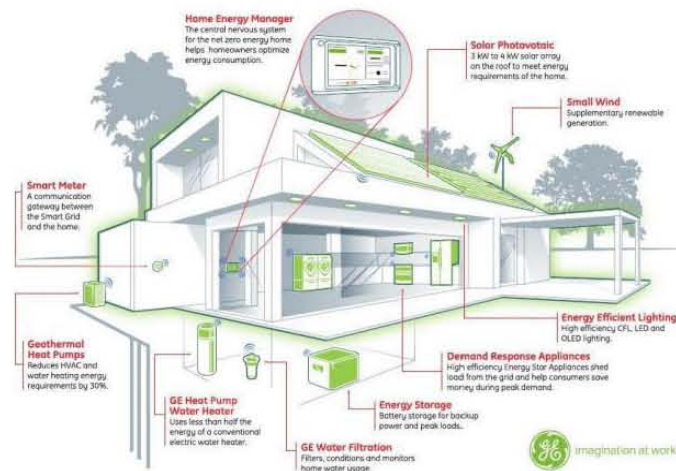 Home Energy Manager
The central nervous system
for the net zero energy home
helps homeowners optimize
energy consumption.
Solar Photovotaic
3 kW to 4 kW solar array
on the roof to meet energy
requirements of the home.
Small Wind
Supplementary renewable
generation.
Smart Meter
A communication
gateway between
the Smart Grid
and the home.
Geothermal
Heat Pumps
Reduces HVAC and
water heating energy
requirements by 30%.
GE Heat Pump
Water Heater
Uses less than half the
energy of a conventional
electric water heater.
GE Water Filtration
Filters, conditions and monitors
home water usage.
Energy Storage
Battery storage for backup
power and peak loads.
Demand Response Appliances
High efficiency Energy Star Appliances shed
load from the grid and help consumers save
money during peak demand.
Energy Efficient Lighting
High efficiency CFL, LED and
OLED lighting.
GE
imagination at work